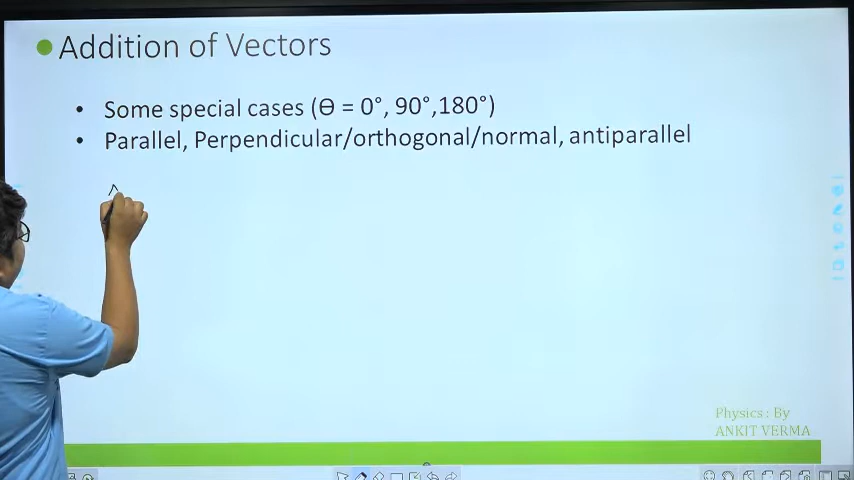 Addition of Vectors
• Some special cases (Ө = 0°, 90°,180°)
• Parallel, Perpendicular/orthogonal/normal, antiparallel
Physics : By
ANKIT VERMA